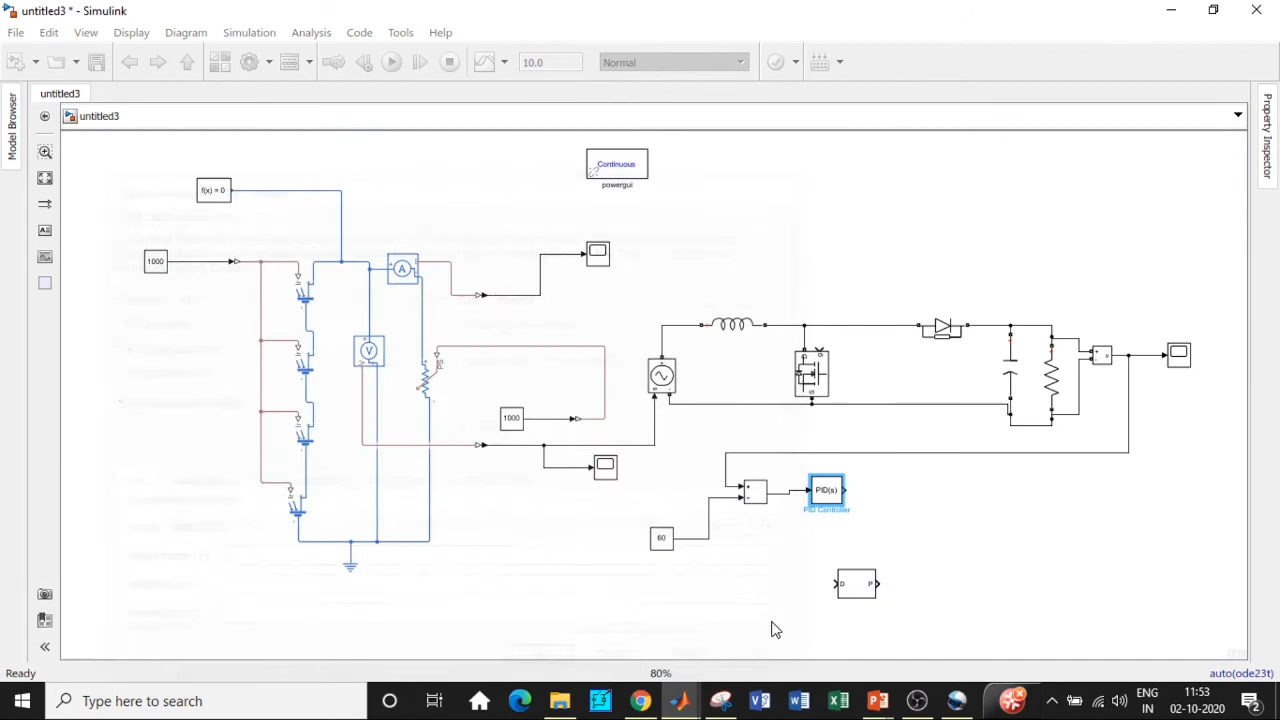 untitled3 * - Simulink
File Edit View Display Diagram Simulation Analysis Code Tools Help
10.0 Normal
untitled3
Model Browser
untitled3
Property Inspector
Continuous
powergui
f(x) = 0
1000
A
V
PS
1000
PID(s)
PID Controller
60
D P
Ready 80% auto(ode23t)
Type here to search
ENG 11:53
IN 02-10-2020
2